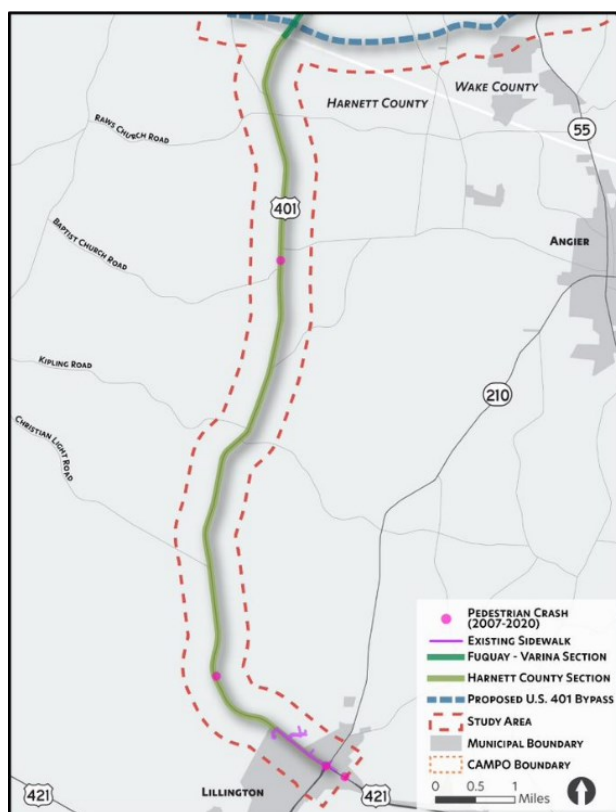 WAKE COUNTY
HARNETT COUNTY
RAWS CHURCH ROAD
55
401
ANGIER
BAPTIST CHURCH ROAD
KIPLING ROAD
210
CHRISTIAN LIGHT ROAD
PEDESTRIAN CRASH
(2007-2020)
EXISTING SIDEWALK
FUQUAY - VARINA SECTION
HARNETT COUNTY SECTION
PROPOSED U.S. 401 BYPASS
STUDY AREA
MUNICIPAL BOUNDARY
CAMPO BOUNDARY
0 0.5 1
MILES
421
LILLINGTON
421